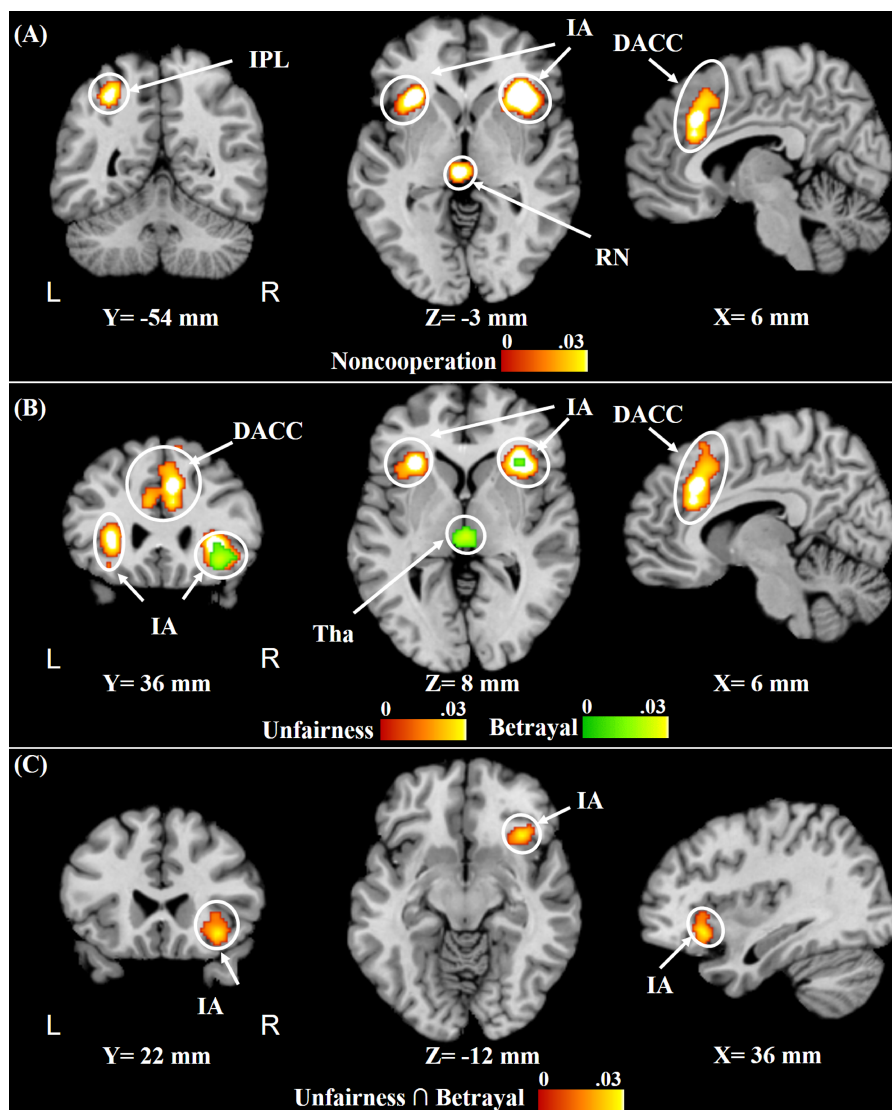 (A)
IPL
IA
DACC
RN
L
R
Y= -54 mm
Z= -3 mm
X= 6 mm
0
.03
Noncooperation
(B)
DACC
IA
DACC
IA
Tha
L
R
Y= 36 mm
Z= 8 mm
X= 6 mm
0
.03
0
.03
Unfairness
Betrayal
(C)
IA
IA
IA
L
R
Y= 22 mm
Z= -12 mm
X= 36 mm
0
.03
Unfairness ∩ Betrayal